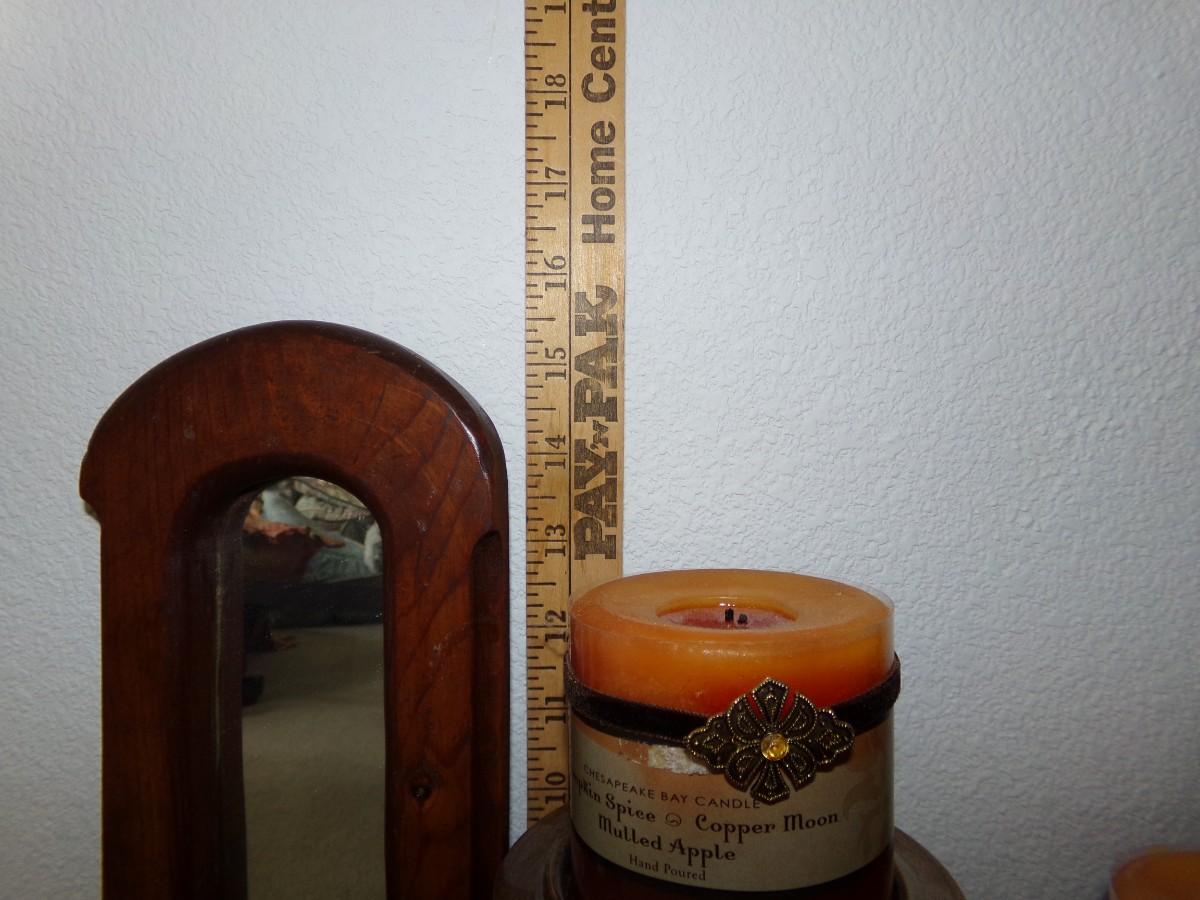 18
17
16
15
14
13
12
11
10
PAY 'N PAK Home Cent
CHESAPEAKE BAY CANDLE
mpkin Spice Copper Moon
Mulled Apple
Hand Poured